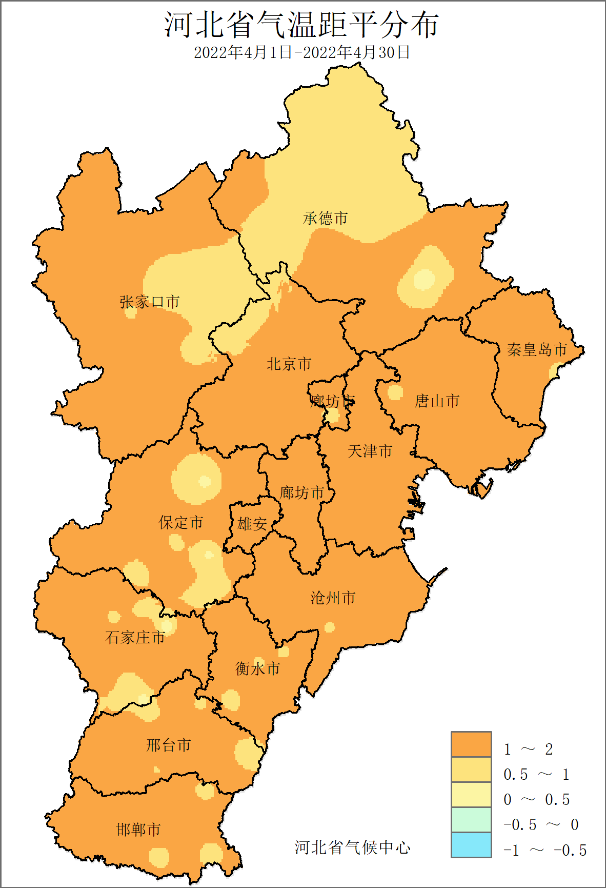 河北省气温距平分布
2022年4月1日-2022年4月30日
承德市
张家口市
秦皇岛市
北京市
廊坊市
唐山市
天津市
廊坊市
保定市
雄安
沧州市
石家庄市
衡水市
邢台市
邯郸市
1 ~ 2
0.5 ~ 1
0 ~ 0.5
-0.5 ~ 0
-1 ~ -0.5
河北省气候中心